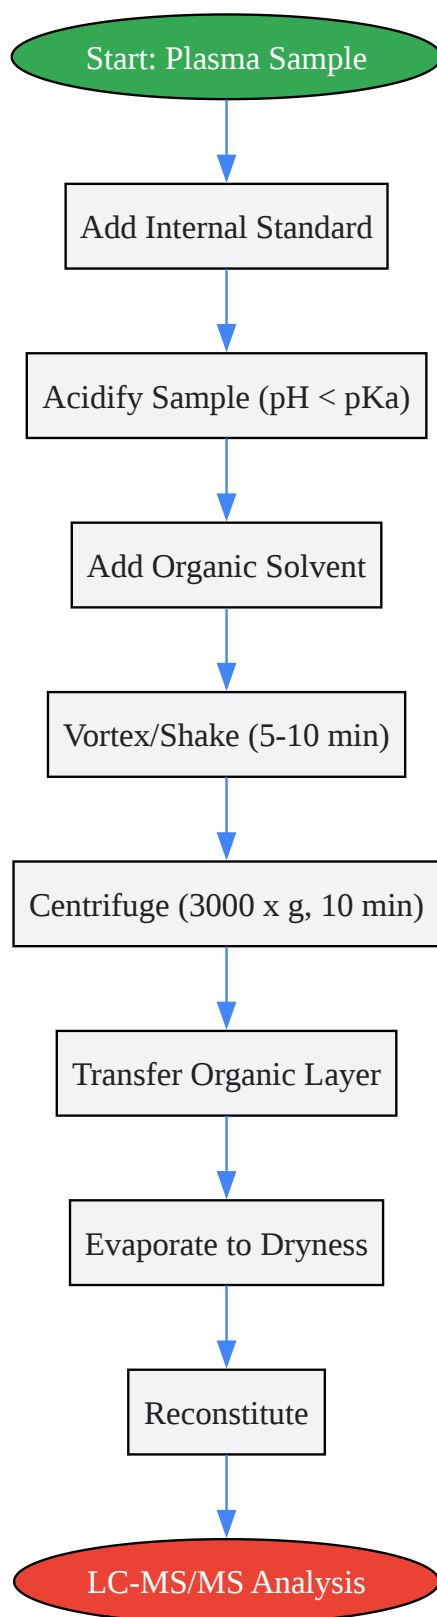 Start: Plasma Sample
Add Internal Standard
Acidify Sample (pH < pKa)
Add Organic Solvent
Vortex/Shake (5-10 min)
Centrifuge (3000 x g, 10 min)
Transfer Organic Layer
Evaporate to Dryness
Reconstitute
LC-MS/MS Analysis